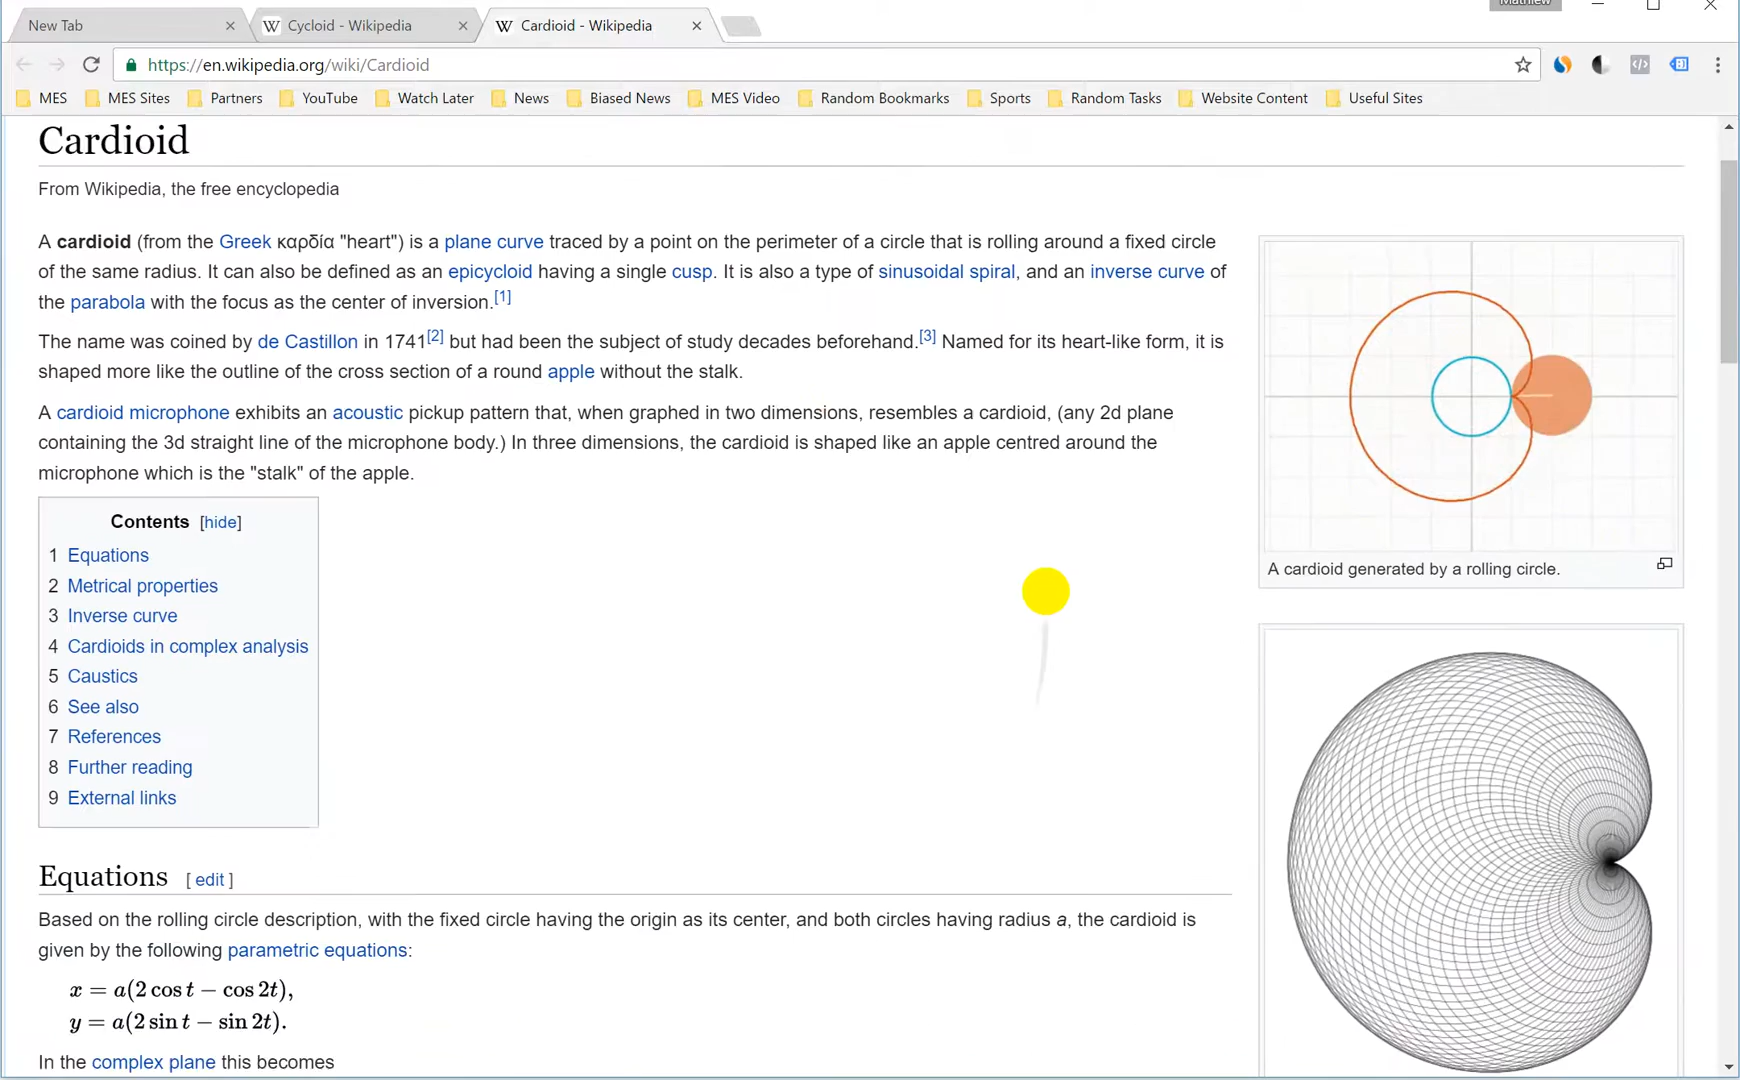 Mathew
New Tab
Cycloid - Wikipedia
Cardioid - Wikipedia
https://en.wikipedia.org/wiki/Cardioid
MES
MES Sites
Partners
YouTube
Watch Later
News
Biased News
MES Video
Random Bookmarks
Sports
Random Tasks
Website Content
Useful Sites
Cardioid
From Wikipedia, the free encyclopedia
A cardioid (from the Greek καρδία "heart") is a plane curve traced by a point on the perimeter of a circle that is rolling around a fixed circle
of the same radius. It can also be defined as an epicycloid having a single cusp. It is also a type of sinusoidal spiral, and an inverse curve of
the parabola with the focus as the center of inversion.[1]
The name was coined by de Castillon in 1741[2] but had been the subject of study decades beforehand.[3] Named for its heart-like form, it is
shaped more like the outline of the cross section of a round apple without the stalk.
A cardioid microphone exhibits an acoustic pickup pattern that, when graphed in two dimensions, resembles a cardioid, (any 2d plane
containing the 3d straight line of the microphone body.) In three dimensions, the cardioid is shaped like an apple centred around the
microphone which is the "stalk" of the apple.
A cardioid generated by a rolling circle.
Contents [hide]
1 Equations
2 Metrical properties
3 Inverse curve
4 Cardioids in complex analysis
5 Caustics
6 See also
7 References
8 Further reading
9 External links
Equations [ edit ]
Based on the rolling circle description, with the fixed circle having the origin as its center, and both circles having radius a, the cardioid is
given by the following parametric equations:
x = a(2 cos t − cos 2t),
y = a(2 sin t − sin 2t).
In the complex plane this becomes